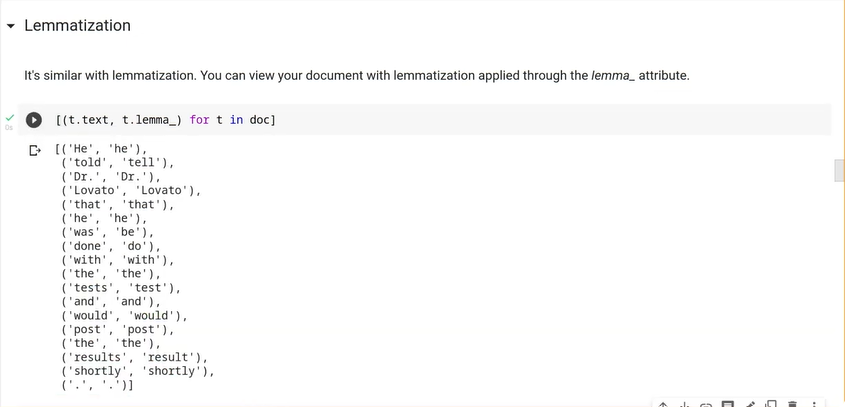 Lemmatization
It's similar with lemmatization. You can view your document with lemmatization applied through the lemma_ attribute.
[(t.text, t.lemma_) for t in doc]
0s
[('He', 'he'),
('told', 'tell'),
('Dr.', 'Dr.'),
('Lovato', 'Lovato'),
('that', 'that'),
('he', 'he'),
('was', 'be'),
('done', 'do'),
('with', 'with'),
('the', 'the'),
('tests', 'test'),
('and', 'and'),
('would', 'would'),
('post', 'post'),
('the', 'the'),
('results', 'result'),
('shortly', 'shortly'),
('.', '.')]